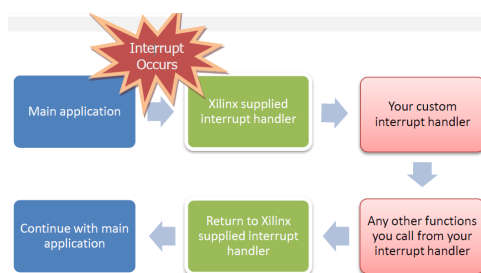 Interrupt
Occurs
Main application
Xilinx supplied
interrupt handler
Your custom
interrupt handler
Any other functions
you call from your
interrupt handler
Return to Xilinx
supplied interrupt
handler
Continue with main
application